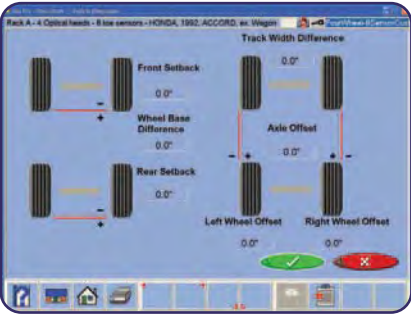 Rack A - 4 Optical heads - 8 toe sensors - HONDA, 1992, ACCORD, ex. Wagon
FourWheel-8SensorCon
Track Width Difference
0.0"
Front Setback
0.0"
-
+
Wheel Base
Difference
0.0"
Axle Offset
- +
0.0"
+ -
Rear Setback
0.0"
-
+
Left Wheel Offset
Right Wheel Offset
0.0"
0.0"